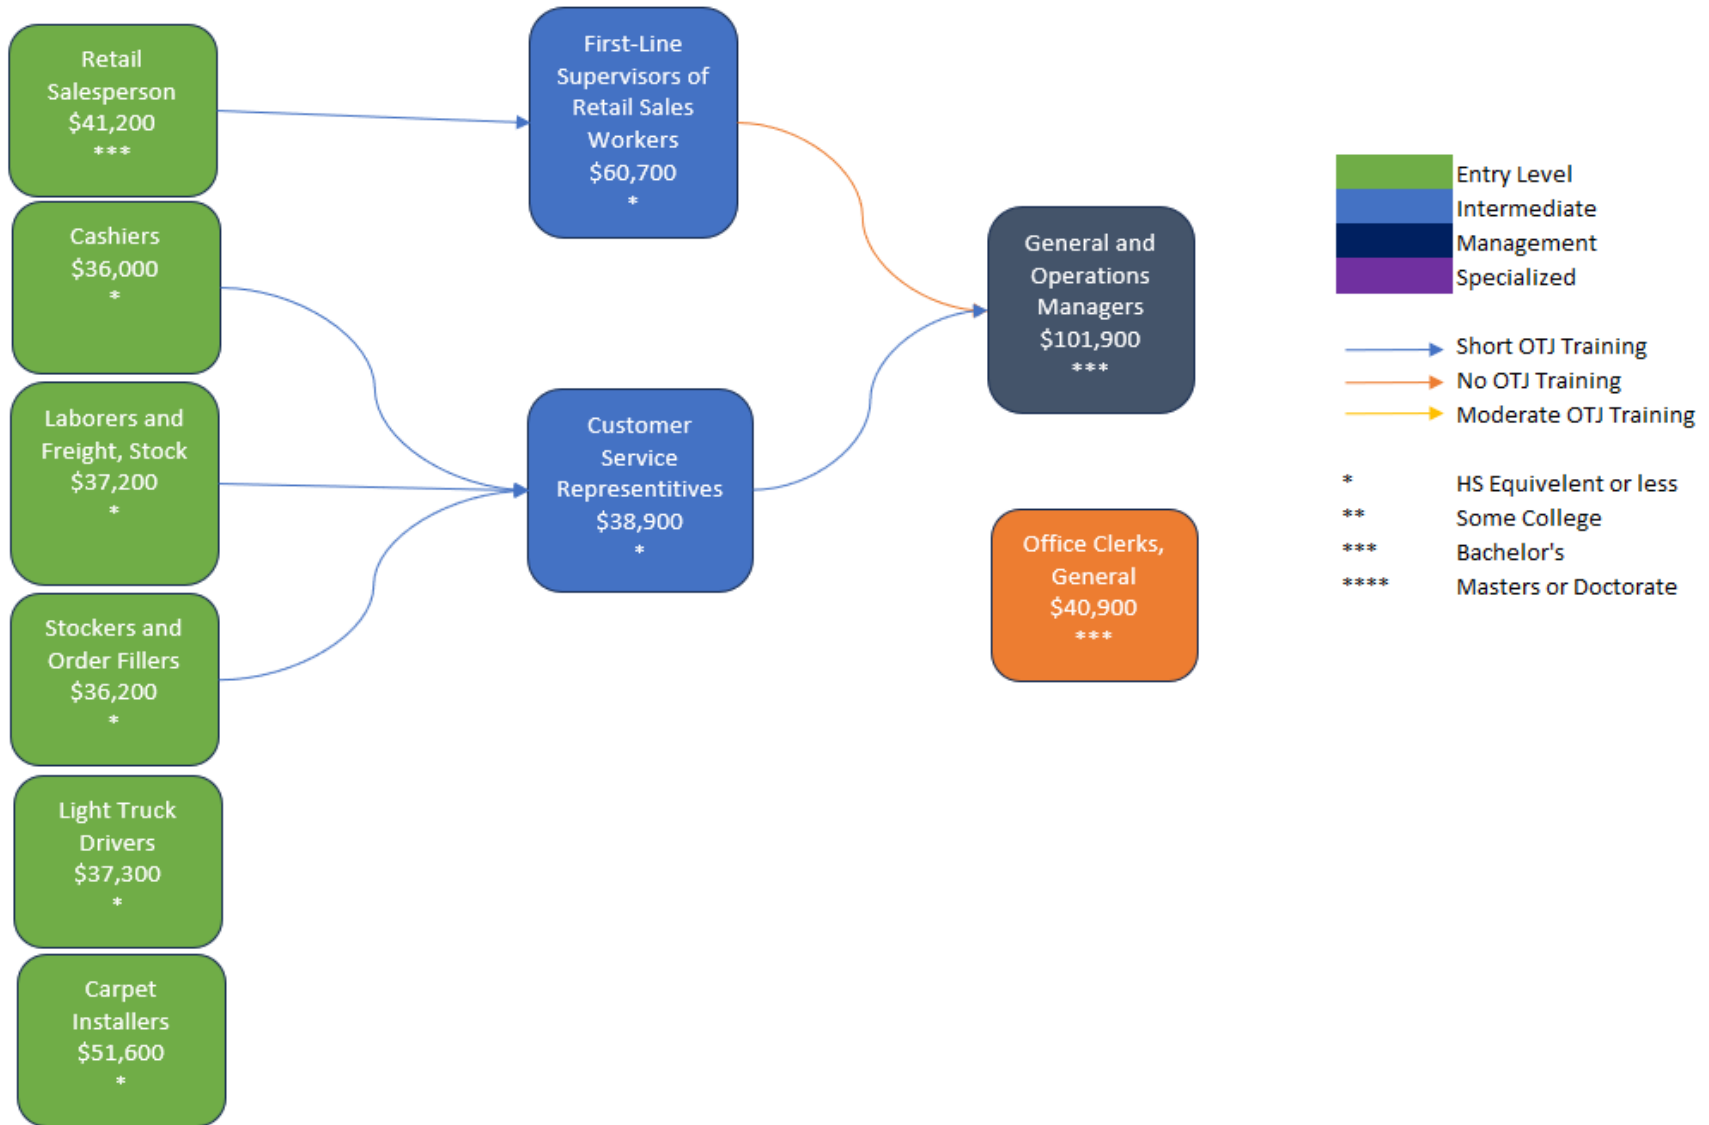 Retail
Salesperson
$41,200
***
Cashiers
$36,000
*
Laborers and
Freight, Stock
$37,200
*
Stockers and
Order Fillers
$36,200
*
Light Truck
Drivers
$37,300
*
Carpet
Installers
$51,600
*
First-Line
Supervisors of
Retail Sales
Workers
$60,700
*
Customer
Service
Representitives
$38,900
*
General and
Operations
Managers
$101,900
***
Office Clerks,
General
$40,900
***
Entry Level
Intermediate
Management
Specialized
Short OTJ Training
No OTJ Training
Moderate OTJ Training
* HS Equivelent or less
** Some College
*** Bachelor's
**** Masters or Doctorate